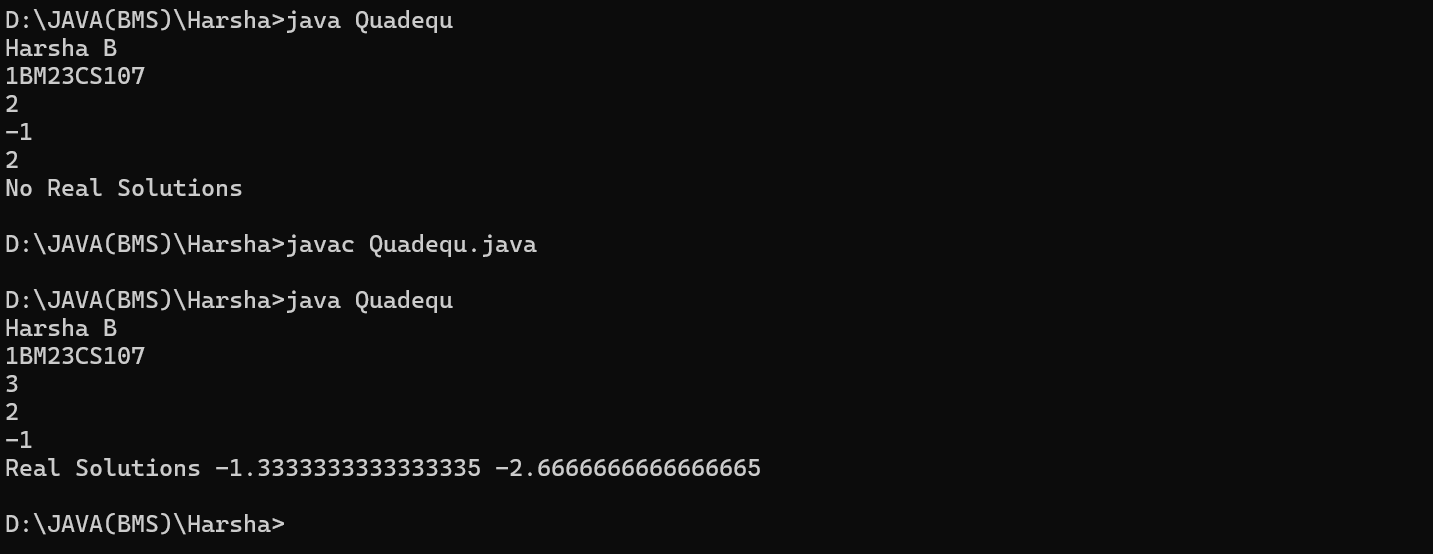 D:\JAVA(BMS)\Harsha>java Quadequ
Harsha B
1BM23CS107
2
-1
2
No Real Solutions
D:\JAVA(BMS)\Harsha>javac Quadequ.java
D:\JAVA(BMS)\Harsha>java Quadequ
Harsha B
1BM23CS107
3
2
-1
Real Solutions -1.3333333333333335 -2.6666666666666665
D:\JAVA(BMS)\Harsha>